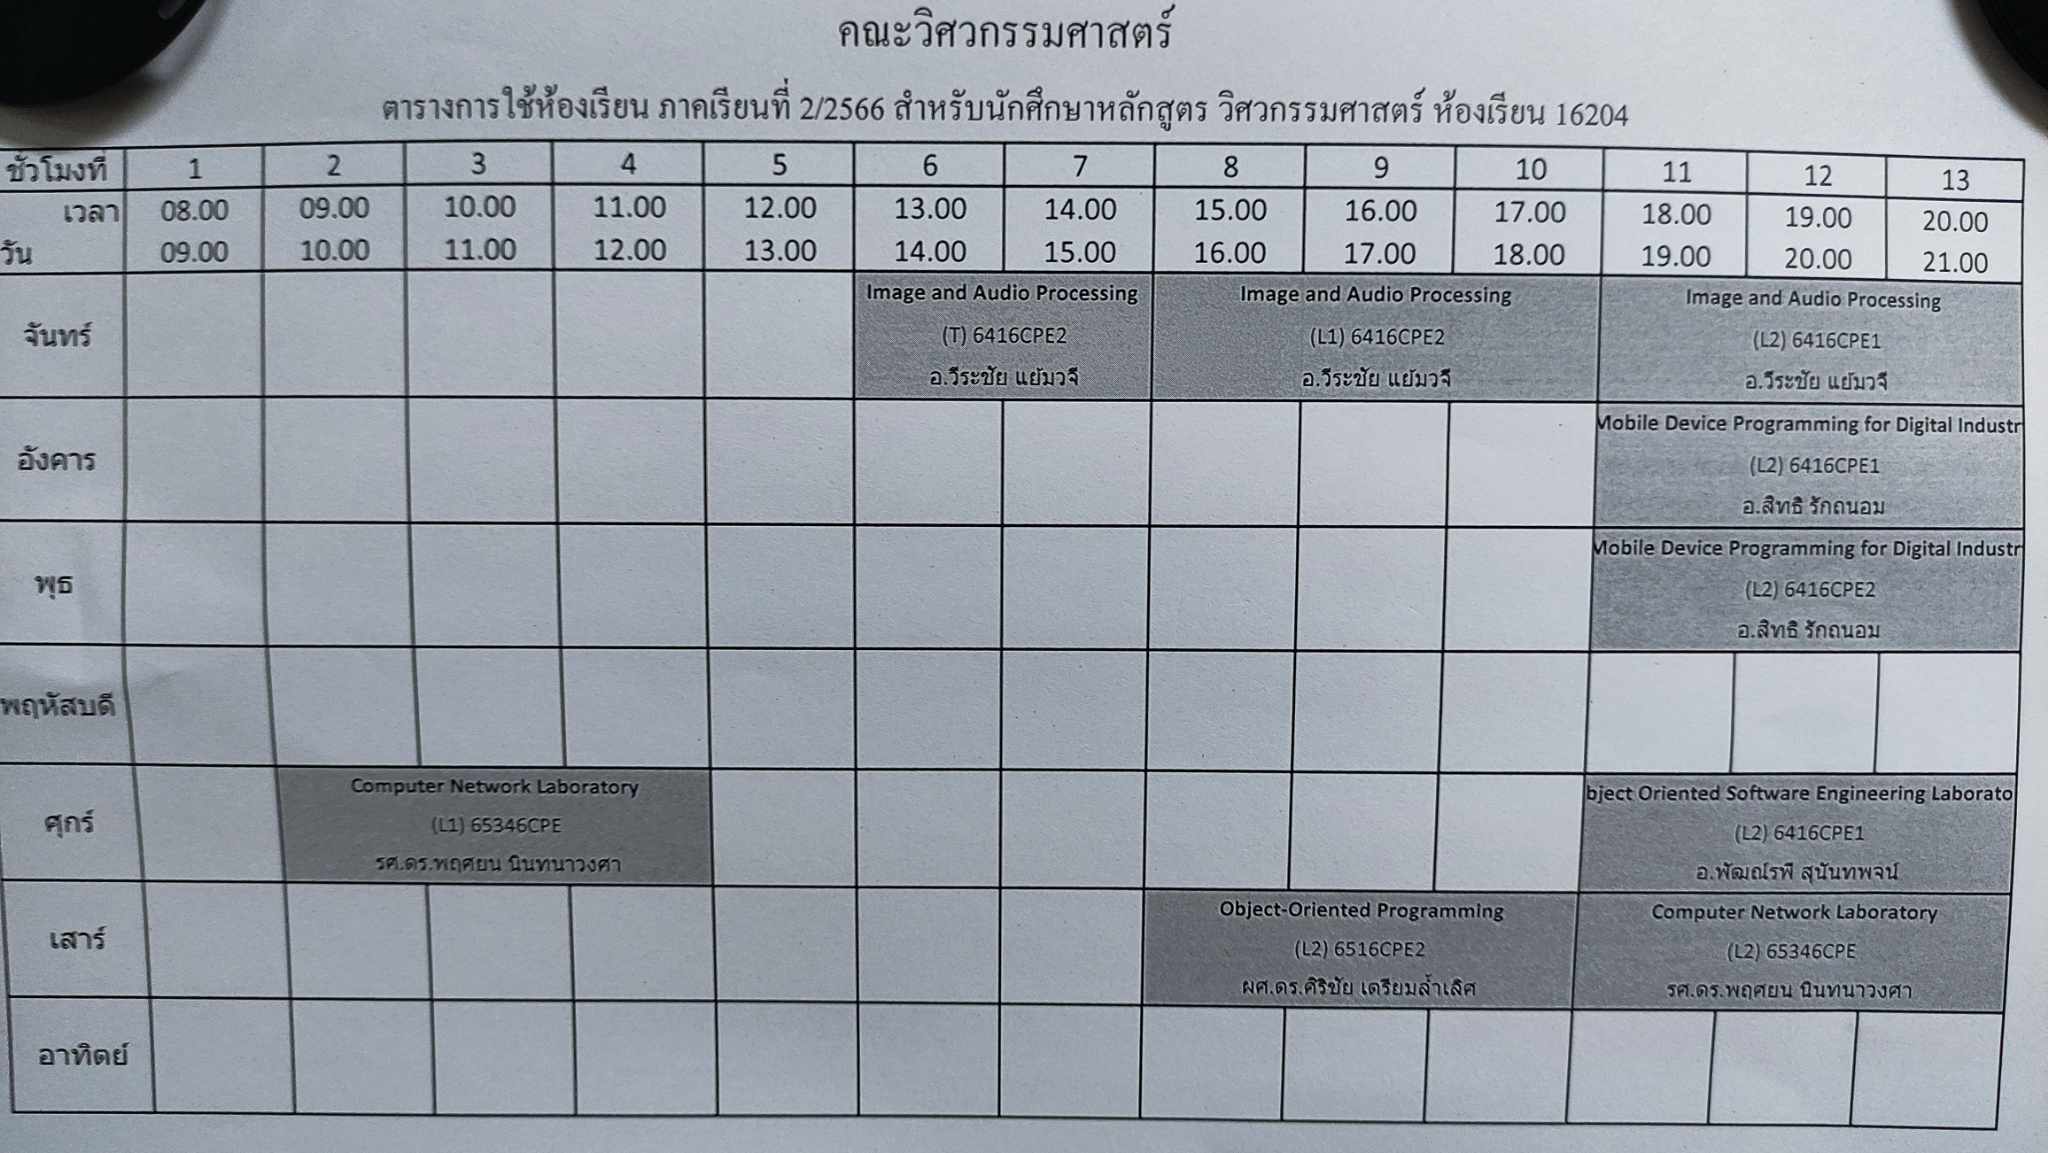 คณะวิศวกรรมศาสตร์
ตารางการใช้ห้องเรียน ภาคเรียนที่ 2/2566 สำหรับนักศึกษาหลักสูตร วิศวกรรมศาสตร์ ห้องเรียน 16204
ชั่วโมงที่ 1 2 3 4 5 6 7 8 9 10 11 12 13
เวลา 08.00 09.00 10.00 11.00 12.00 13.00 14.00 15.00 16.00 17.00 18.00 19.00 20.00
วัน 09.00 10.00 11.00 12.00 13.00 14.00 15.00 16.00 17.00 18.00 19.00 20.00 21.00
จันทร์
Image and Audio Processing
(T) 6416CPE2
อ.วีระชัย แย้มวจี
Image and Audio Processing
(L1) 6416CPE2
อ.วีระชัย แย้มวจี
Image and Audio Processing
(L2) 6416CPE1
อ.วีระชัย แย้มวจี
อังคาร
Mobile Device Programming for Digital Industr
(L2) 6416CPE1
อ.สิทธิ รักถนอม
พุธ
Mobile Device Programming for Digital Industr
(L2) 6416CPE2
อ.สิทธิ รักถนอม
พฤหัสบดี
ศุกร์
Computer Network Laboratory
(L1) 65346CPE
รศ.ดร.พฤศยน นินทนาวงศา
bject Oriented Software Engineering Laborato
(L2) 6416CPE1
อ.พัฒณ์รพี สุนันทพจน์
เสาร์
Object-Oriented Programming
(L2) 6516CPE2
ผศ.ดร.ศิริชัย เตรียมล้ำเลิศ
Computer Network Laboratory
(L2) 65346CPE
รศ.ดร.พฤศยน นินทนาวงศา
อาทิตย์